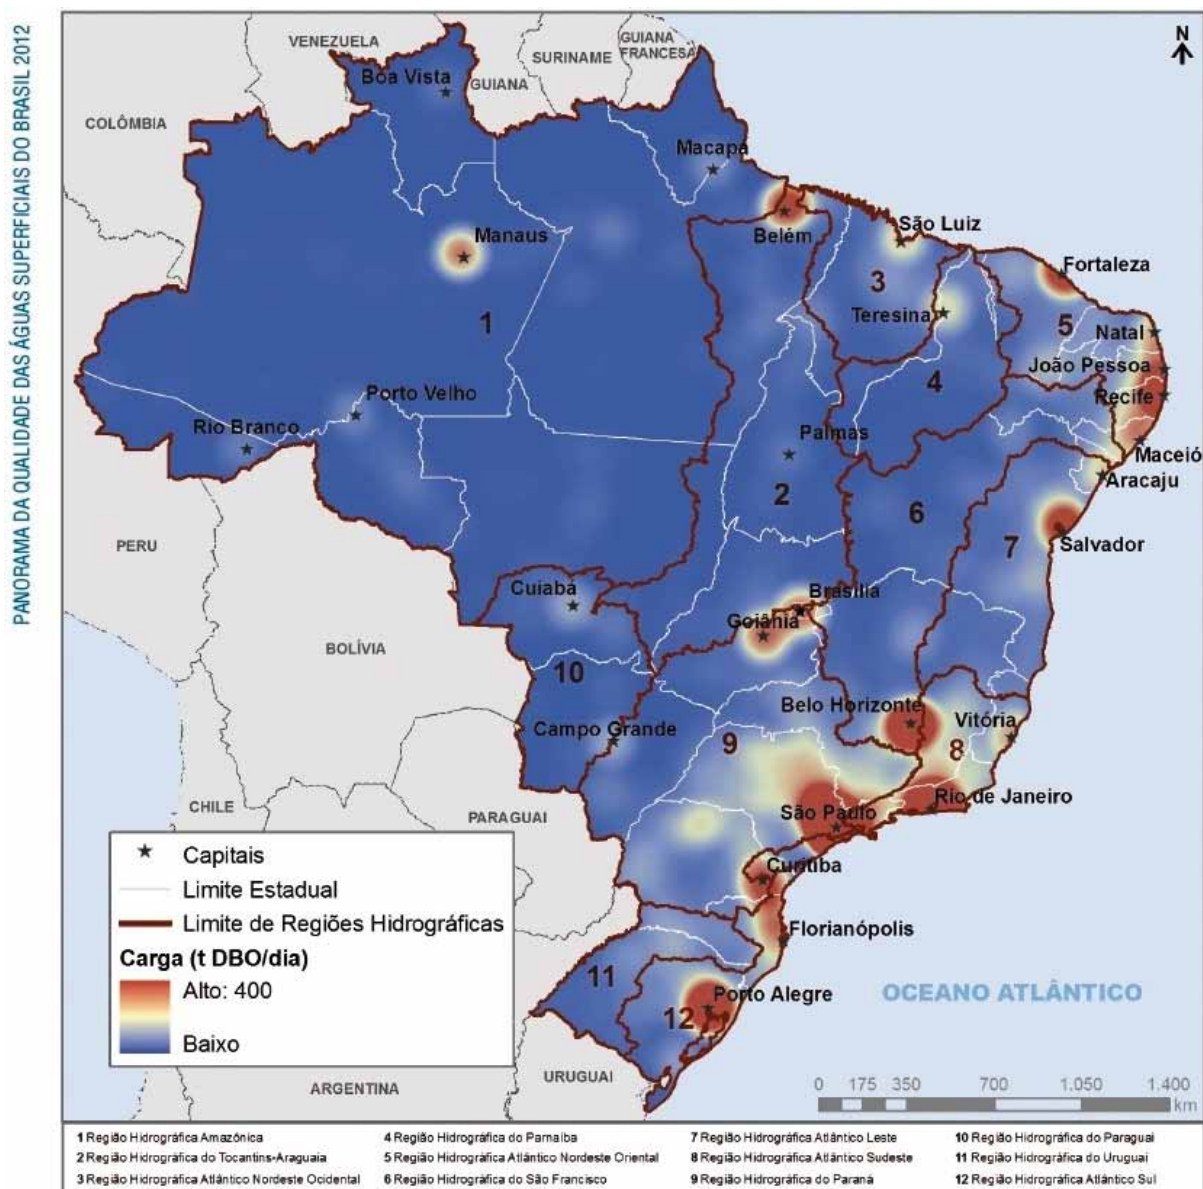 PANORAMA DA QUALIDADE DAS ÁGUAS SUPERFICIAIS DO BRASIL 2012
N
VENEZUELA
SURINAME
GUIANA
FRANCESA
Boa Vista
GUIANA
COLÔMBIA
Macapá
Manaus
Belém
São Luiz
Fortaleza
3
1
Teresina
5
Natal
João Pessoa
4
Porto Velho
Recife
Rio Branco
Palmas
Maceió
Aracaju
2
6
PERU
7
Salvador
Cuiabá
Brasília
Goiânia
BOLÍVIA
10
Belo Horizonte
Vitória
Campo Grande
9
8
CHILE
PARAGUAI
São Paulo
Rio de Janeiro
Curitiba
Florianópolis
11
Porto Alegre
12
OCEANO ATLÂNTICO
Capitais
Limite Estadual
Limite de Regiões Hidrográficas
Carga (t DBO/dia)
Alto: 400
Baixo
ARGENTINA
URUGUAI
0 175 350 700 1.050 1.400
km
1 Região Hidrográfica Amazônica
2 Região Hidrográfica do Tocantins-Araguaia
3 Região Hidrográfica Atlântico Nordeste Ocidental
4 Região Hidrográfica do Parnaíba
5 Região Hidrográfica Atlântico Nordeste Oriental
6 Região Hidrográfica do São Francisco
7 Região Hidrográfica Atlântico Leste
8 Região Hidrográfica Atlântico Sudeste
9 Região Hidrográfica do Paraná
10 Região Hidrográfica do Paraguai
11 Região Hidrográfica do Uruguai
12 Região Hidrográfica Atlântico Sul